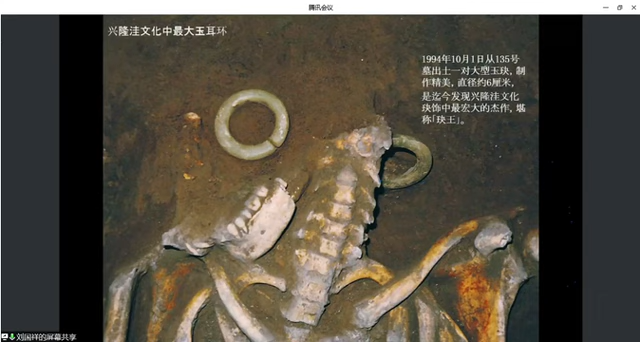 腾讯会议
兴隆洼文化中最大玉耳环
1994年10月1日从135号
墓出土一对大型玉玦, 制
作精美, 直径约6厘米,
是迄今发现兴隆洼文化
玦饰中最宏大的杰作, 堪
称「玦王」。
刘国祥的屏幕共享